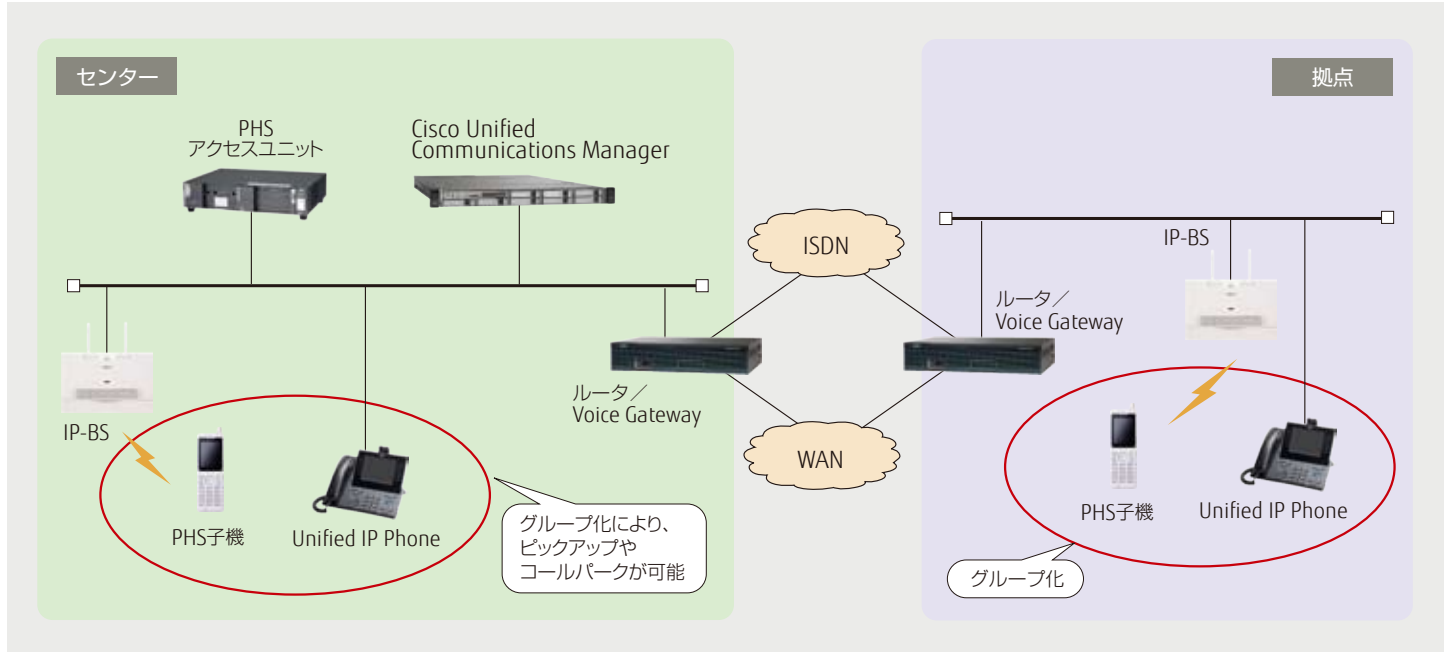 センター
PHS
アクセスユニット
Cisco Unified
Communications Manager
IP-BS
PHS子機
Unified IP Phone
ルータ／
Voice Gateway
グループ化により、
ピックアップや
コールパークが可能
ISDN
WAN
拠点
IP-BS
ルータ／
Voice Gateway
PHS子機
Unified IP Phone
グループ化